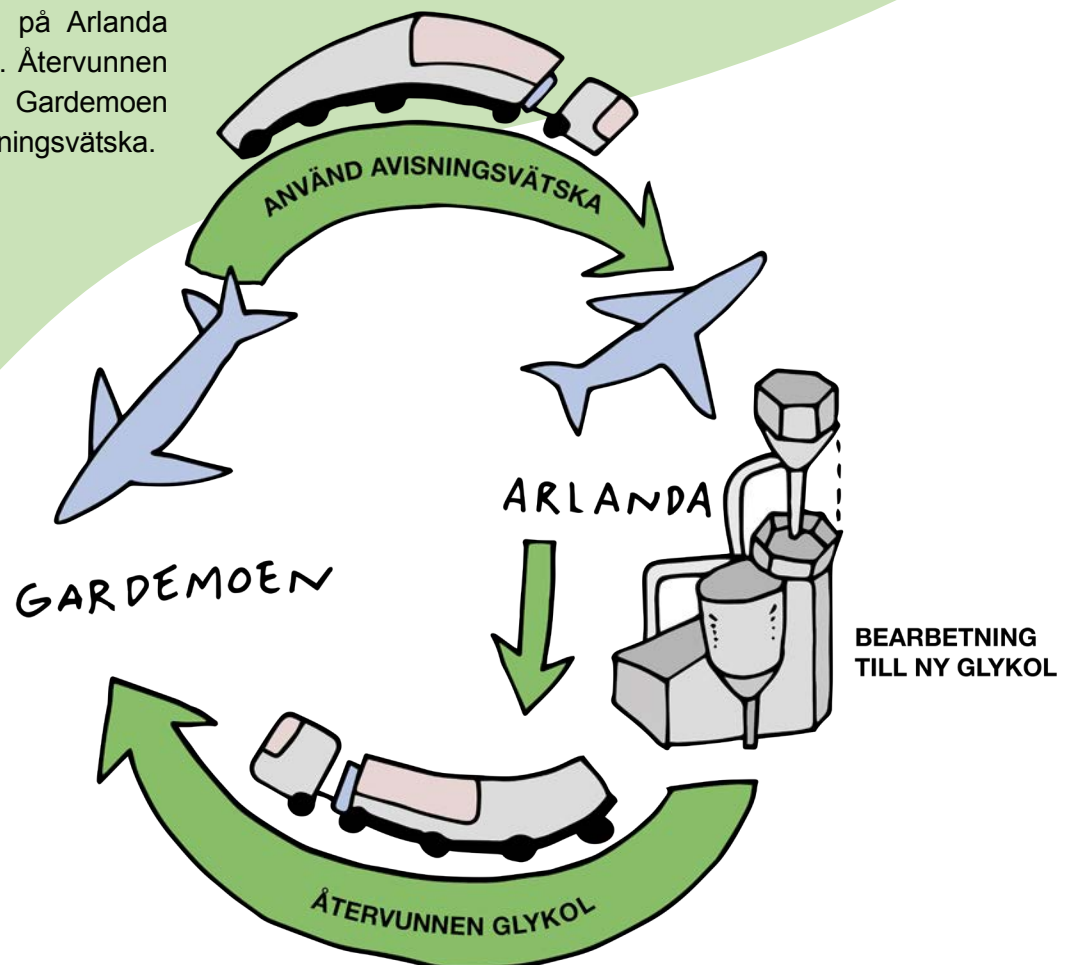 på Arlanda
. Återvunnen
Gardemoen
ningsvätska.
ANVÄND AVISNINGSVÄTSKA
ARLANDA
GARDEMOEN
BEARBETNING
TILL NY GLYKOL
ÅTERVUNNEN GLYKOL